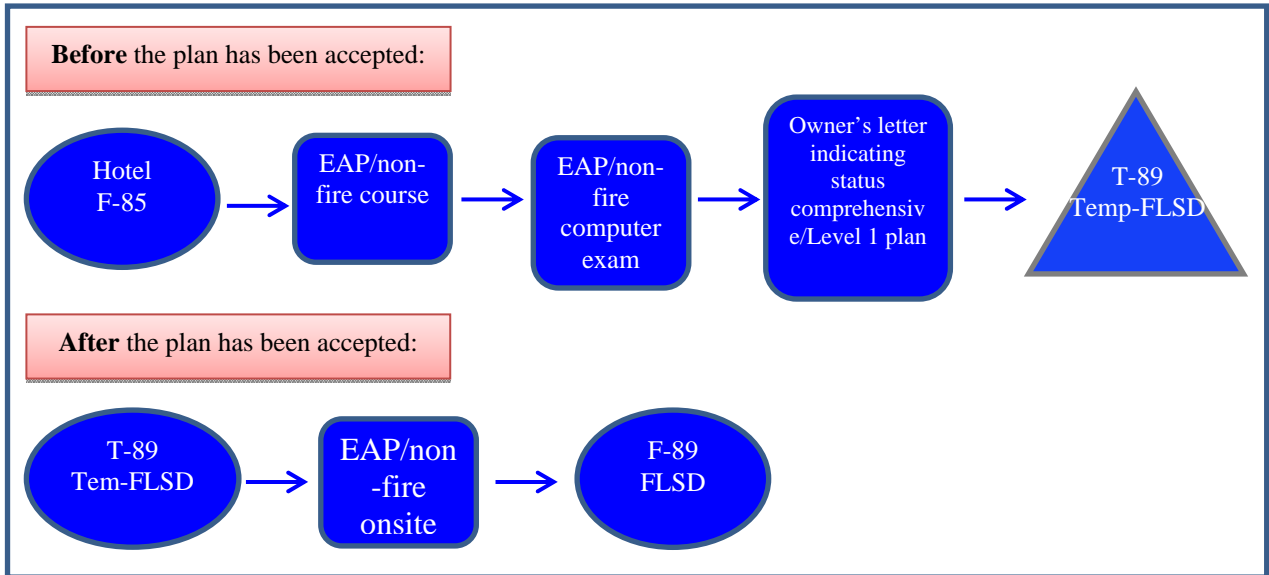 Before the plan has been accepted:
Hotel
F-85
EAP/non-
fire course
EAP/non-
fire
computer
exam
Owner's letter
indicating
status
comprehensiv
e/Level 1 plan
T-89
Temp-FLSD
After the plan has been accepted:
T-89
Tem-FLSD
EAP/non
-fire
onsite
F-89
FLSD